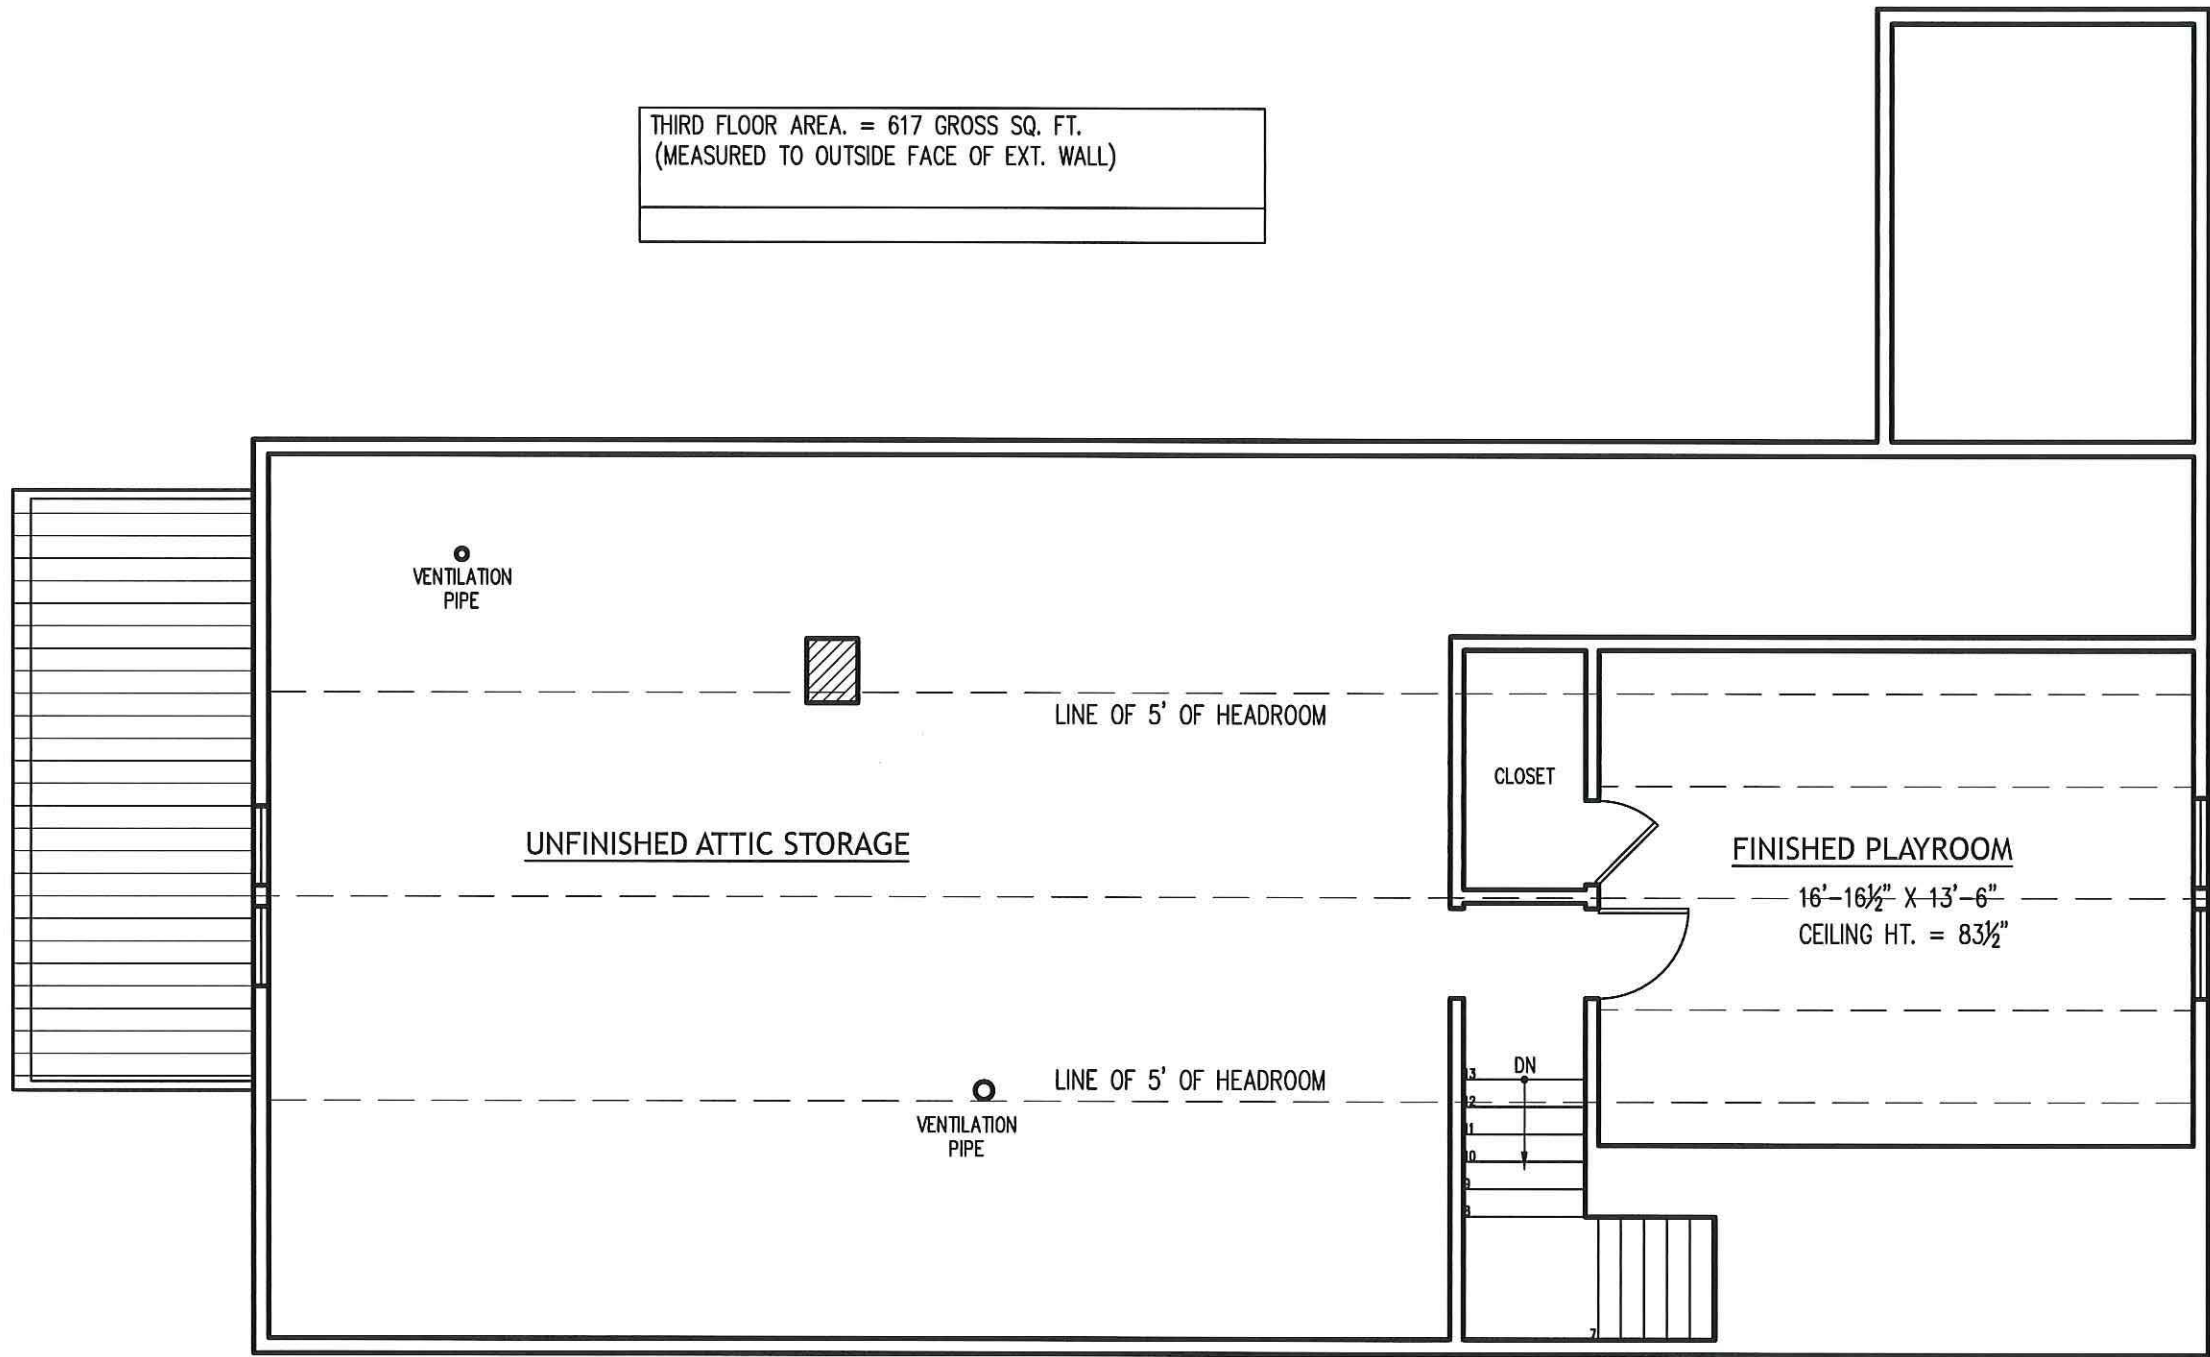 THIRD FLOOR AREA. = 617 GROSS SQ. FT.
(MEASURED TO OUTSIDE FACE OF EXT. WALL)
VENTILATION
PIPE
LINE OF 5' OF HEADROOM
CLOSET
UNFINISHED ATTIC STORAGE
FINISHED PLAYROOM
16'-16½" X 13'-6"
CEILING HT. = 83½"
LINE OF 5' OF HEADROOM
VENTILATION
PIPE
DN
13
12
11
10
9
8
7